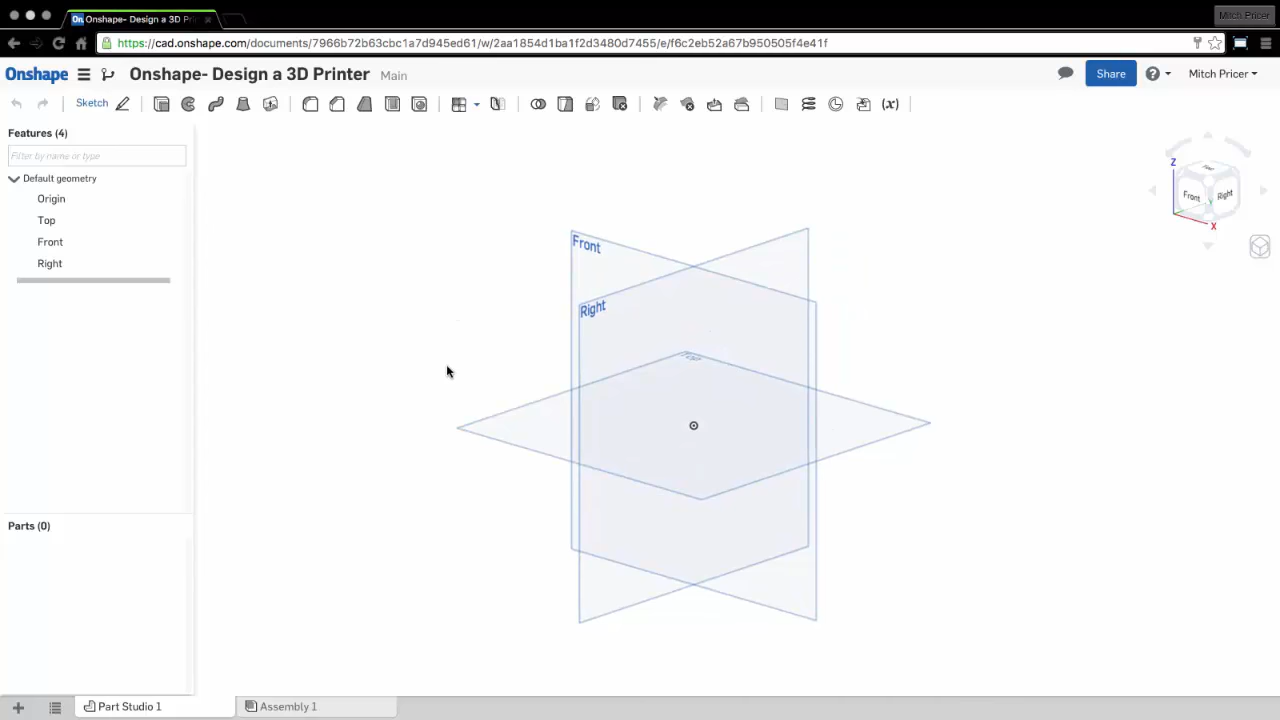 Onshape- Design a 3D Prin
Mitch Pricer
https://cad.onshape.com/documents/7966b72b63cbc1a7d945ed61/w/2aa1854d1ba1f2d3480d7455/e/f6c2eb52a67b950505f4e41f
Onshape
Onshape- Design a 3D Printer Main
Share
Mitch Pricer
Sketch
(x)
Features (4)
Filter by name or type
Default geometry
Origin
Top
Front
Right
Parts (0)
Front
Right
Top
Z
Front
Right
Y
X
Part Studio 1
Assembly 1